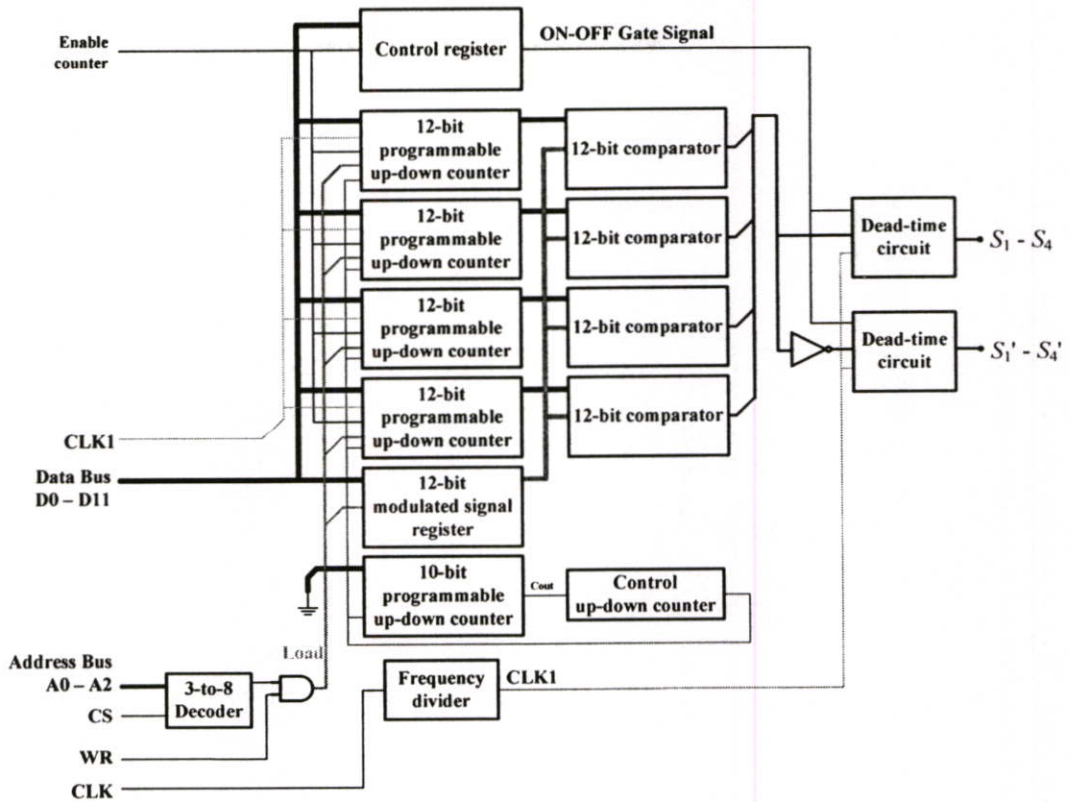 Enable
counter
Control register
ON-OFF Gate Signal
12-bit
programmable
up-down counter
12-bit comparator
12-bit
programmable
up-down counter
12-bit comparator
12-bit
programmable
up-down counter
12-bit comparator
12-bit
programmable
up-down counter
12-bit comparator
Dead-time
circuit
S1 - S4
Dead-time
circuit
S1' - S4'
CLK1
Data Bus
D0 – D11
12-bit
modulated signal
register
10-bit
programmable
up-down counter
Cout
Control
up-down counter
Load
Address Bus
A0 – A2
3-to-8
Decoder
CS
WR
CLK
Frequency
divider
CLK1